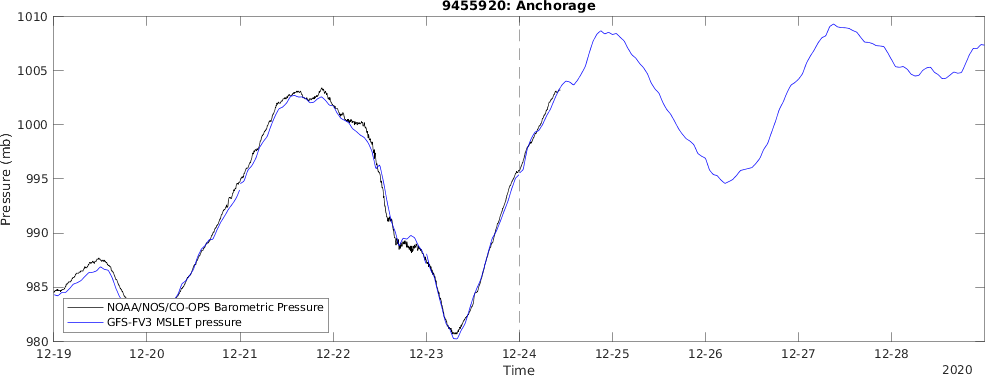 9455920: Anchorage
1010
1005
1000
995
990
985
980
Pressure (mb)
NOAA/NOS/CO-OPS Barometric Pressure
GFS-FV3 MSLET pressure
12-19 12-20 12-21 12-22 12-23 12-24 12-25 12-26 12-27 12-28
Time
2020